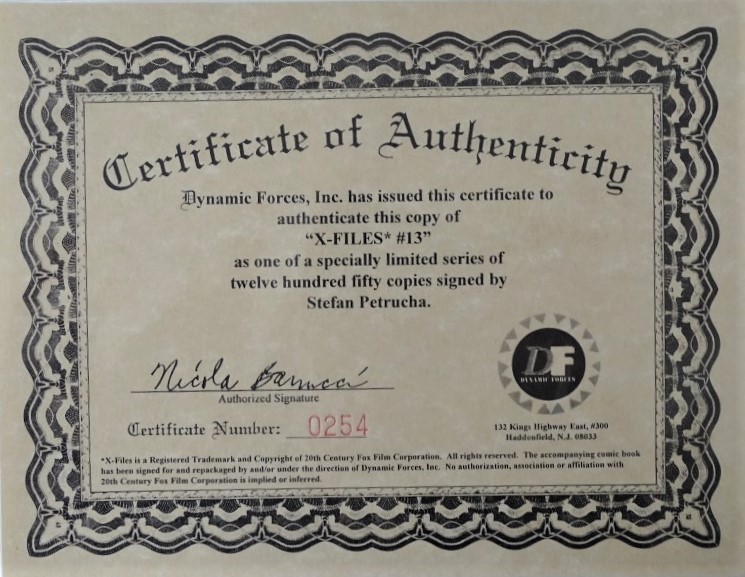 Certificate of Authenticity
Dynamic Forces, Inc. has issued this certificate to
authenticate this copy of
"X-FILES* #13"
as one of a specially limited series of
twelve hundred fifty copies signed by
Stefan Petrucha.
DF
DYNAMIC FORCES
Nicola Barrucci
Authorized Signature
Certificate Number: 0254
132 Kings Highway East, #300
Haddenfield, N.J. 08033
*X-Files is a Registered Trademark and Copyright of 20th Century Fox Film Corporation. All rights reserved. The accompanying comic book
has been signed for and repackaged by and/or under the direction of Dynamic Forces, Inc. No authorization, association or affiliation with
20th Century Fox Film Corporation is implied or inferred.